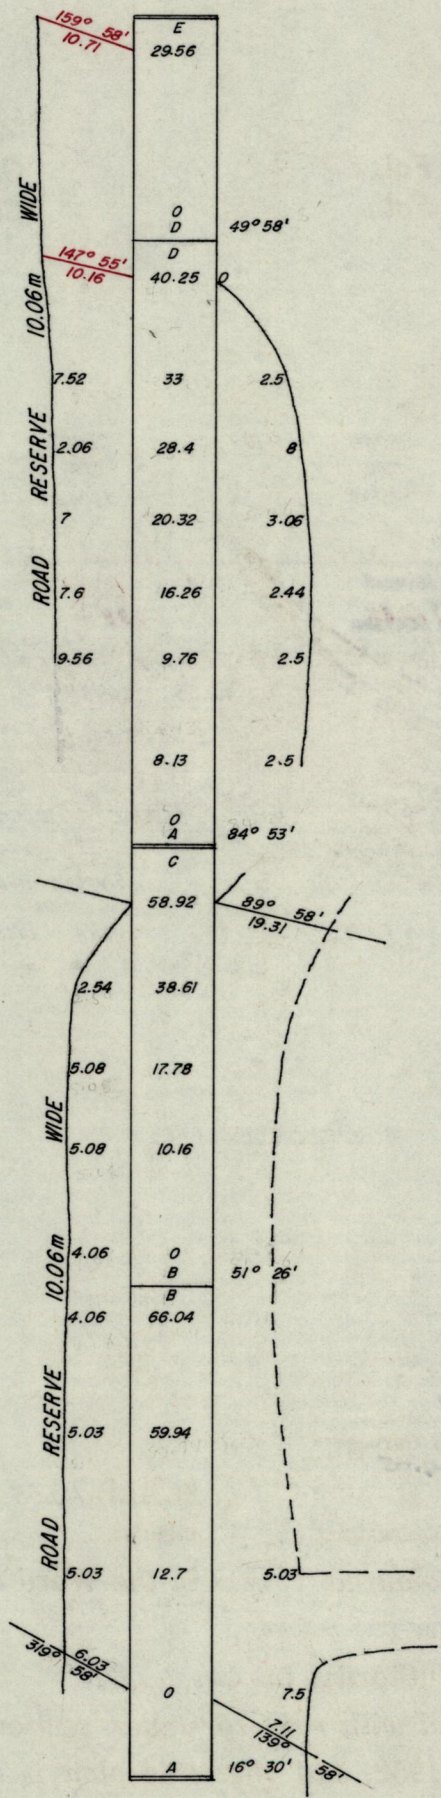 E
159° 58'
10.71
29.56
O
D 49° 58'
D
147° 55'
10.16
40.25 0
7.52 33 2.5
2.06 28.4 8
7 20.32 3.06
7.6 16.26 2.44
9.56 9.76 2.5
8.13 2.5
ROAD RESERVE 10.06m WIDE
O
A 84° 53'
C
58.92 89° 58'
19.31
2.54 38.61
5.08 17.78
5.08 10.16
4.06 O
B 51° 26'
B
4.06 66.04
5.03 59.94
5.03 12.7 5.03
ROAD RESERVE 10.06m WIDE
6.03
319° 58'
O 7.5
7.11
139° 58'
A 16° 30'